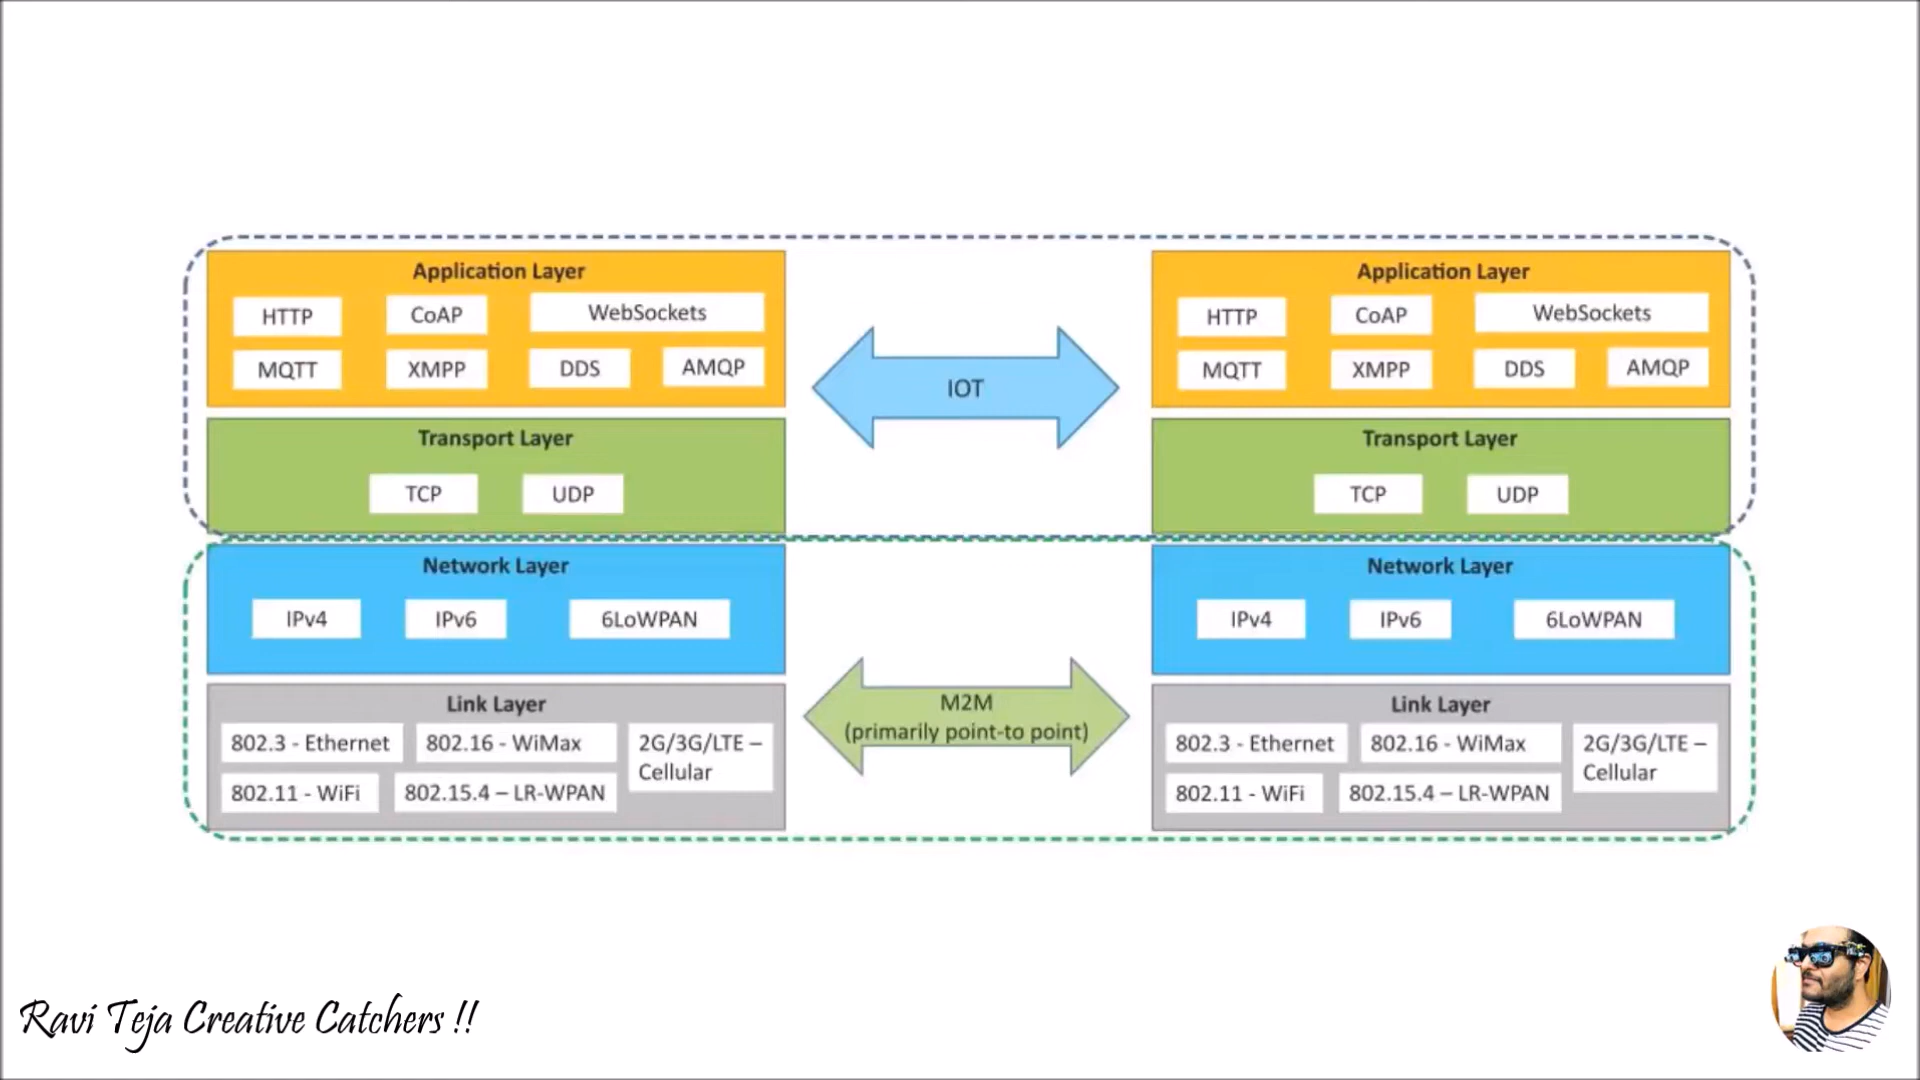 Application Layer
HTTP
CoAP
WebSockets
MQTT
XMPP
DDS
AMQP
Transport Layer
TCP
UDP
Network Layer
IPv4
IPv6
6LoWPAN
Link Layer
802.3 - Ethernet
802.16 - WiMax
2G/3G/LTE –
Cellular
802.11 - WiFi
802.15.4 – LR-WPAN
IOT
M2M
(primarily point-to point)
Application Layer
HTTP
CoAP
WebSockets
MQTT
XMPP
DDS
AMQP
Transport Layer
TCP
UDP
Network Layer
IPv4
IPv6
6LoWPAN
Link Layer
802.3 - Ethernet
802.16 - WiMax
2G/3G/LTE –
Cellular
802.11 - WiFi
802.15.4 – LR-WPAN
Ravi Teja Creative Catchers !!